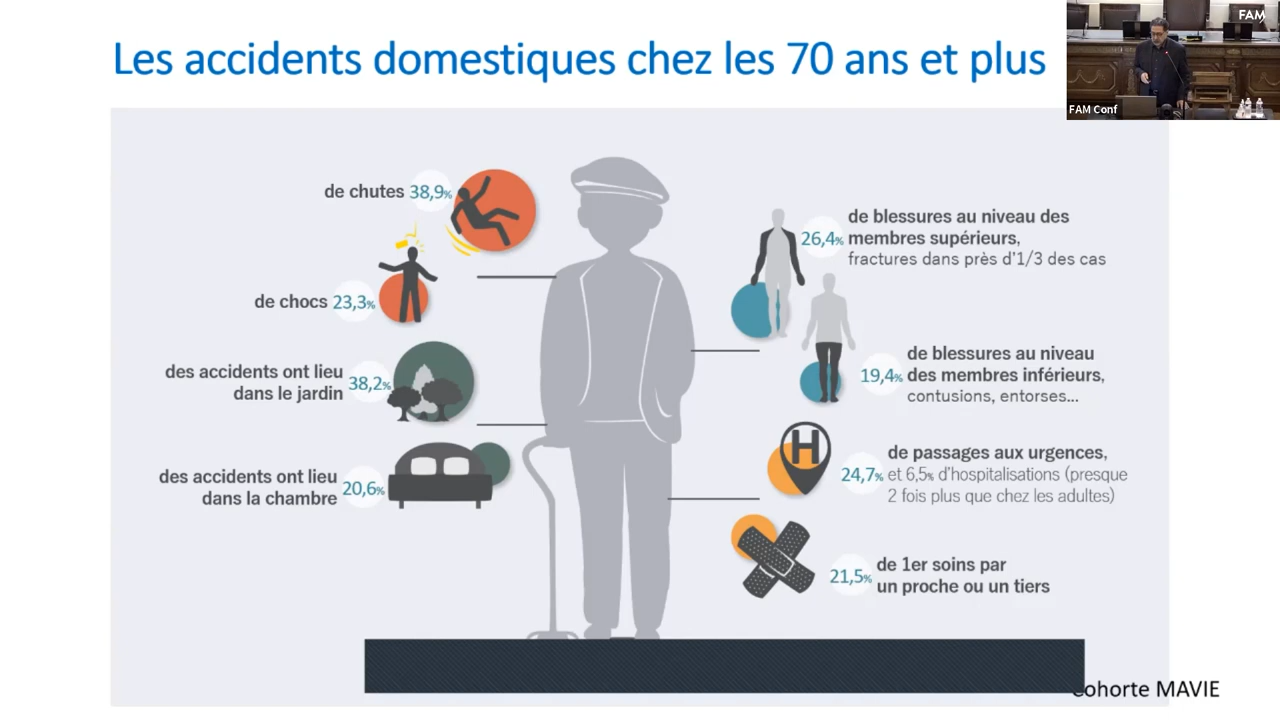 Les accidents domestiques chez les 70 ans et plus
FAM
FAM Conf
de chutes 38,9%
de chocs 23,3%
des accidents ont lieu
dans le jardin
38,2%
des accidents ont lieu
dans la chambre
20,6%
26,4%
de blessures au niveau des
membres supérieurs,
fractures dans près d'1/3 des cas
19,4%
de blessures au niveau
des membres inférieurs,
contusions, entorses...
24,7%
de passages aux urgences,
et 6,5% d'hospitalisations (presque
2 fois plus que chez les adultes)
21,5%
de 1er soins par
un proche ou un tiers
H
Cohorte MAVIE